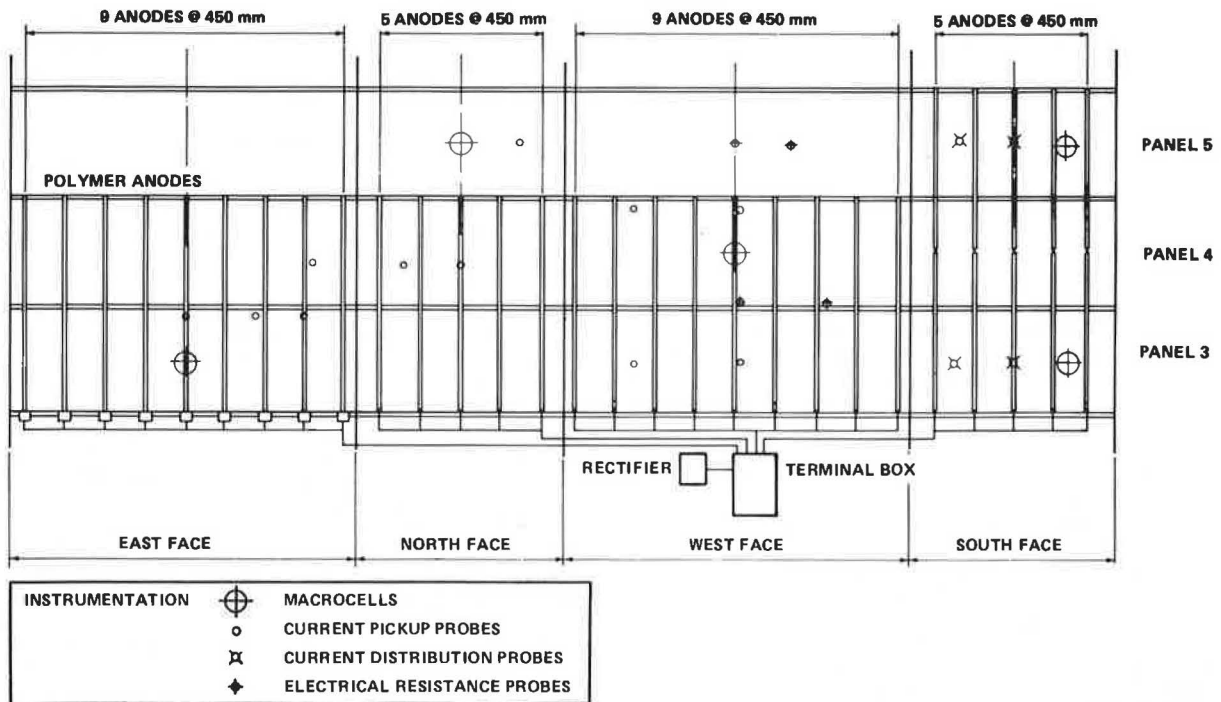 9 ANODES @ 450 mm
5 ANODES @ 450 mm
9 ANODES @ 450 mm
5 ANODES @ 450 mm
PANEL 5
POLYMER ANODES
PANEL 4
PANEL 3
RECTIFIER
TERMINAL BOX
EAST FACE
NORTH FACE
WEST FACE
SOUTH FACE
INSTRUMENTATION
MACROCELLS
CURRENT PICKUP PROBES
CURRENT DISTRIBUTION PROBES
ELECTRICAL RESISTANCE PROBES